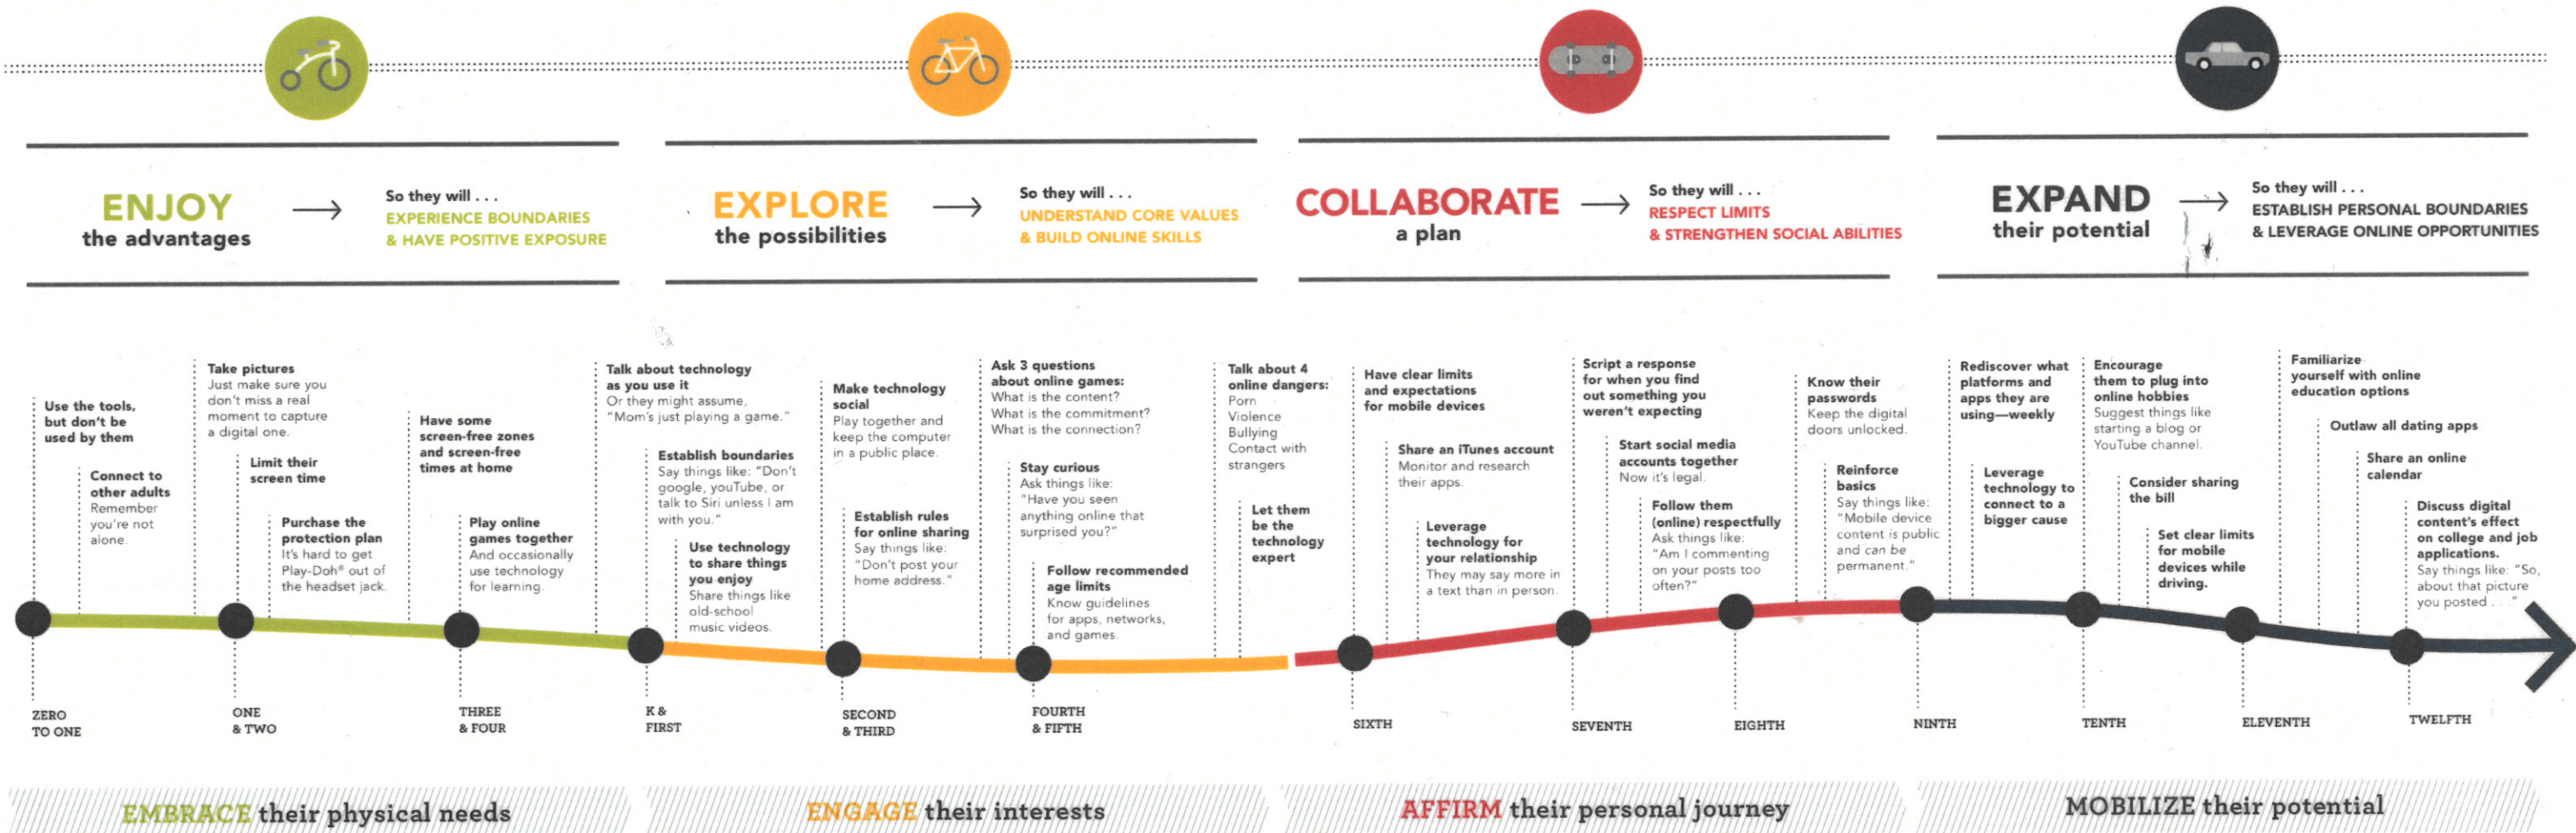 ENJOY
the advantages
So they will . . .
EXPERIENCE BOUNDARIES
& HAVE POSITIVE EXPOSURE
EXPLORE
the possibilities
So they will . . .
UNDERSTAND CORE VALUES
& BUILD ONLINE SKILLS
COLLABORATE
a plan
So they will . . .
RESPECT LIMITS
& STRENGTHEN SOCIAL ABILITIES
EXPAND
their potential
So they will . . .
ESTABLISH PERSONAL BOUNDARIES
& LEVERAGE ONLINE OPPORTUNITIES
Use the tools,
but don't be
used by them
Connect to
other adults
Remember
you're not
alone.
Take pictures
Just make sure you
don't miss a real
moment to capture
a digital one.
Limit their
screen time
Purchase the
protection plan
It's hard to get
Play-Doh® out of
the headset jack.
Have some
screen-free zones
and screen-free
times at home
Play online
games together
And occasionally
use technology
for learning.
Talk about technology
as you use it
Or they might assume,
"Mom's just playing a game."
Establish boundaries
Say things like: "Don't
google, youTube, or
talk to Siri unless I am
with you."
Use technology
to share things
you enjoy
Share things like
old-school
music videos.
Make technology
social
Play together and
keep the computer
in a public place.
Establish rules
for online sharing
Say things like:
"Don't post your
home address."
Ask 3 questions
about online games:
What is the content?
What is the commitment?
What is the connection?
Stay curious
Ask things like:
"Have you seen
anything online that
surprised you?"
Follow recommended
age limits
Know guidelines
for apps, networks,
and games.
Talk about 4
online dangers:
Porn
Violence
Bullying
Contact with
strangers
Let them
be the
technology
expert
Have clear limits
and expectations
for mobile devices
Share an iTunes account
Monitor and research
their apps.
Leverage
technology for
your relationship
They may say more in
a text than in person.
Script a response
for when you find
out something you
weren't expecting
Start social media
accounts together
Now it's legal.
Follow them
(online) respectfully
Ask things like:
"Am I commenting
on your posts too
often?"
Know their
passwords
Keep the digital
doors unlocked.
Reinforce
basics
Say things like:
"Mobile device
content is public
and can be
permanent."
Rediscover what
platforms and
apps they are
using—weekly
Leverage
technology to
connect to a
bigger cause
Encourage
them to plug into
online hobbies
Suggest things like
starting a blog or
YouTube channel.
Consider sharing
the bill
Set clear limits
for mobile
devices while
driving.
Familiarize
yourself with online
education options
Outlaw all dating apps
Share an online
calendar
Discuss digital
content's effect
on college and job
applications.
Say things like: "So,
about that picture
you posted . . ."
ZERO
TO ONE
ONE
& TWO
THREE
& FOUR
K &
FIRST
SECOND
& THIRD
FOURTH
& FIFTH
SIXTH
SEVENTH
EIGHTH
NINTH
TENTH
ELEVENTH
TWELFTH
EMBRACE their physical needs
ENGAGE their interests
AFFIRM their personal journey
MOBILIZE their potential